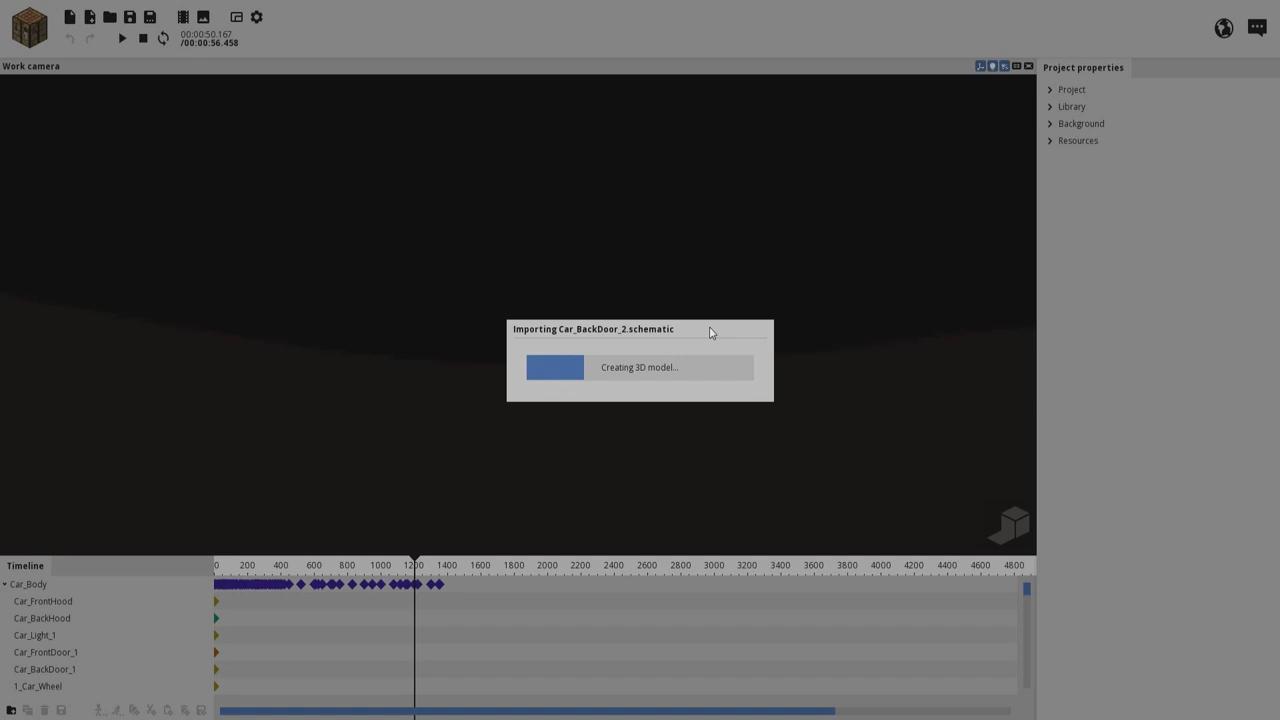 00:00:50.167
/00:00:56.458
Work camera
Project properties
Project
Library
Background
Resources
Importing Car_BackDoor_2.schematic
Creating 3D model...
Timeline
0 200 400 600 800 1000 1200 1400 1600 1800 2000 2200 2400 2600 2800 3000 3200 3400 3600 3800 4000 4200 4400 4600 4800
Car_Body
Car_FrontHood
Car_BackHood
Car_Light_1
Car_FrontDoor_1
Car_BackDoor_1
1_Car_Wheel